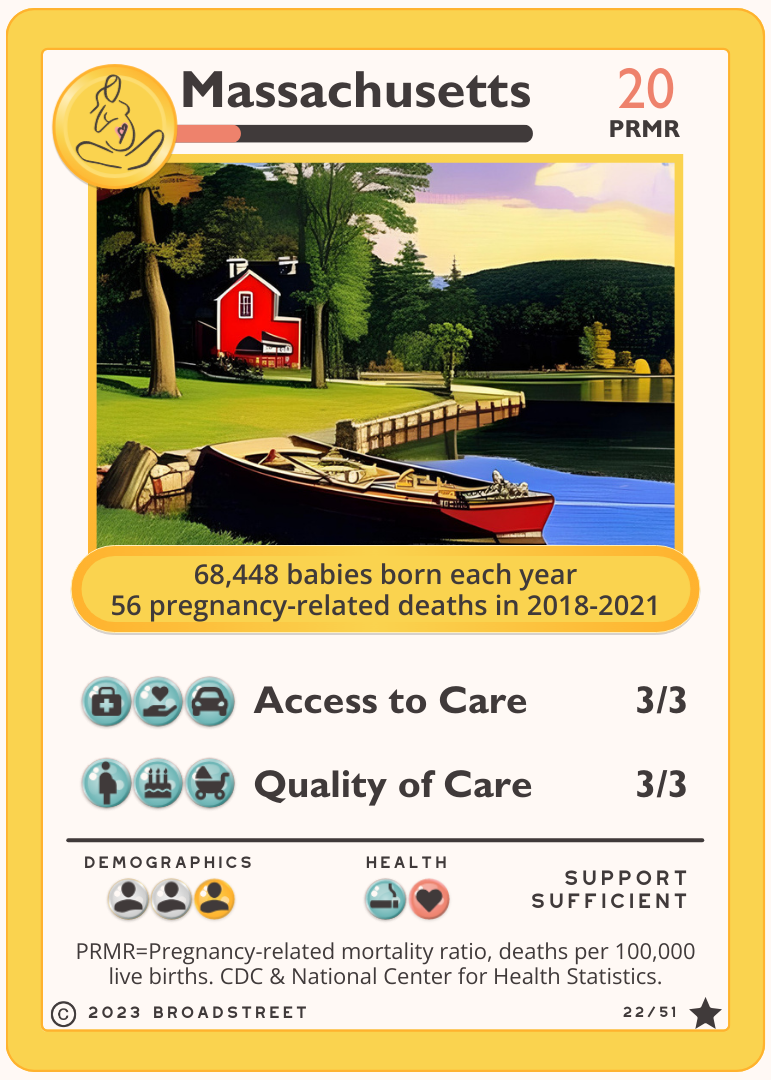 Massachusetts
20
PRMR
68,448 babies born each year
56 pregnancy-related deaths in 2018-2021
Access to Care 3/3
Quality of Care 3/3
DEMOGRAPHICS
HEALTH
SUPPORT
SUFFICIENT
PRMR=Pregnancy-related mortality ratio, deaths per 100,000
live births. CDC & National Center for Health Statistics.
© 2023 BROADSTREET 22/51